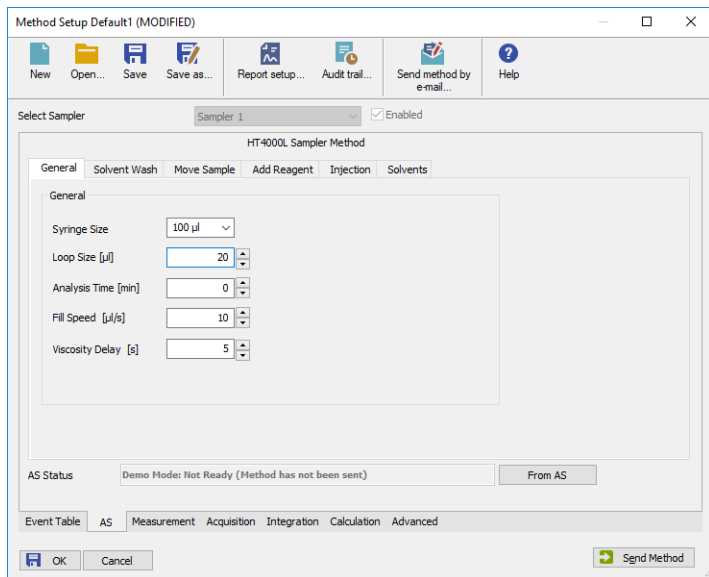 Method Setup Default1 (MODIFIED)
New Open... Save Save as... Report setup... Audit trail... Send method by e-mail... Help
Select Sampler Sampler 1 Enabled
HT4000L Sampler Method
General Solvent Wash Move Sample Add Reagent Injection Solvents
General
Syringe Size 100 µl
Loop Size [µl] 20
Analysis Time [min] 0
Fill Speed [µl/s] 10
Viscosity Delay [s] 5
AS Status Demo Mode: Not Ready (Method has not been sent) From AS
Event Table AS Measurement Acquisition Integration Calculation Advanced
OK Cancel Send Method